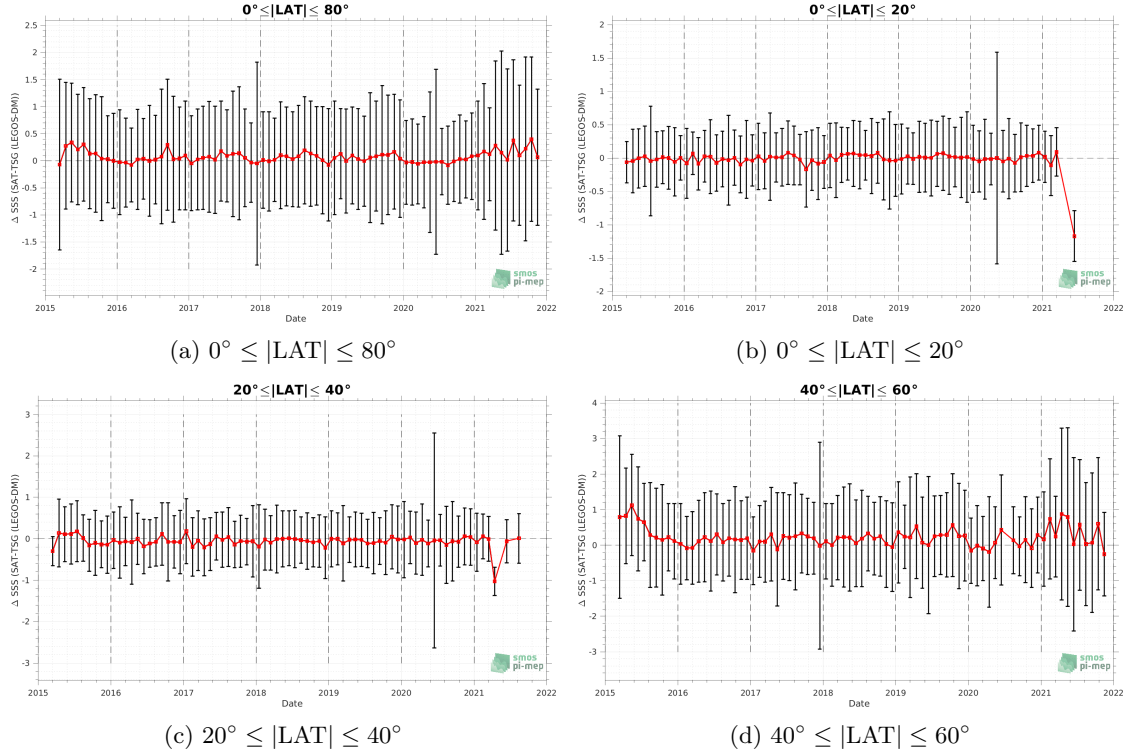 0°≤|LAT|≤ 80°
Δ SSS (SAT-TSG (LEGOS-DM))
2.5
2
1.5
1
0.5
0
-0.5
-1
-1.5
-2
2015 2016 2017 2018 2019 2020 2021 2022
Date
smos
pi-mep
(a) 0° ≤ |LAT| ≤ 80°
0°≤|LAT|≤ 20°
Δ SSS (SAT-TSG (LEGOS-DM))
2
1.5
1
0.5
0
-0.5
-1
-1.5
-2
2015 2016 2017 2018 2019 2020 2021 2022
Date
smos
pi-mep
(b) 0° ≤ |LAT| ≤ 20°
20°≤|LAT|≤ 40°
Δ SSS (SAT-TSG (LEGOS-DM))
3
2
1
0
-1
-2
-3
2015 2016 2017 2018 2019 2020 2021 2022
Date
smos
pi-mep
(c) 20° ≤ |LAT| ≤ 40°
40°≤|LAT|≤ 60°
Δ SSS (SAT-TSG (LEGOS-DM))
4
3
2
1
0
-1
-2
-3
2015 2016 2017 2018 2019 2020 2021 2022
Date
smos
pi-mep
(d) 40° ≤ |LAT| ≤ 60°